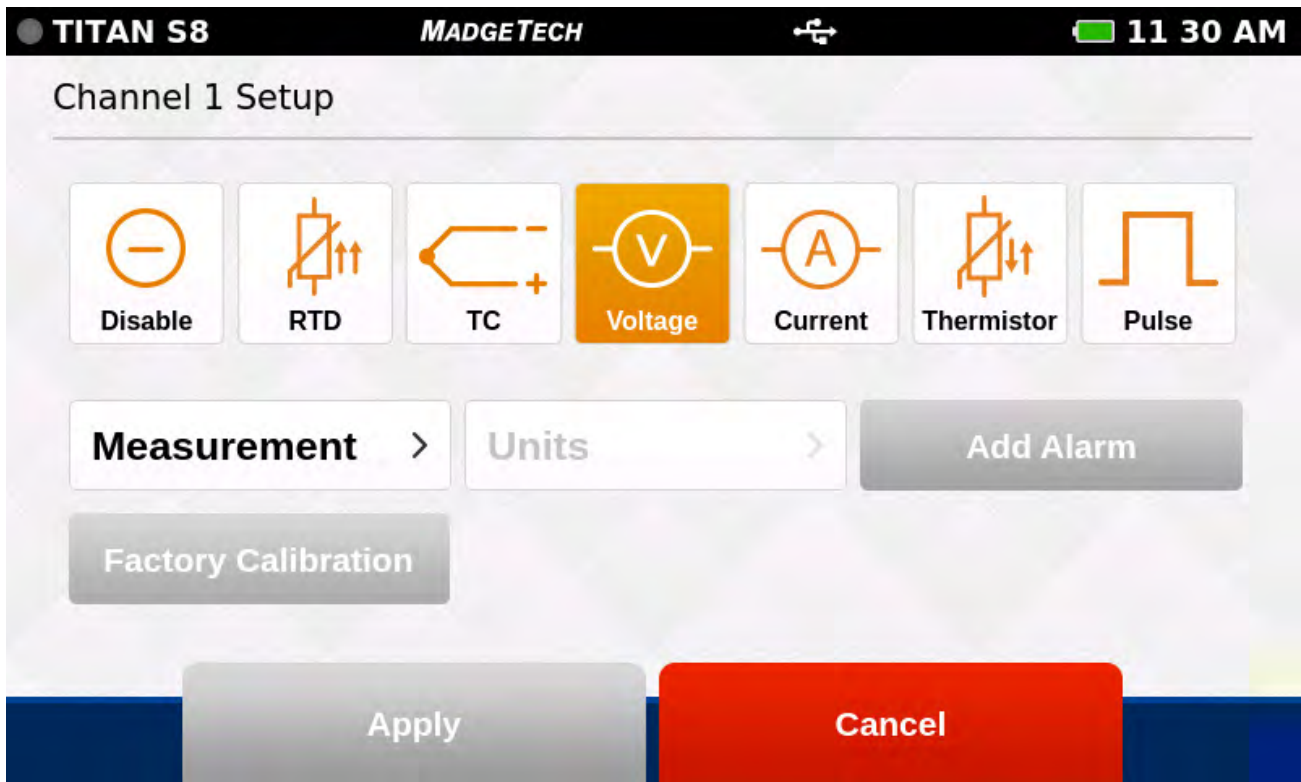 TITAN S8 MADGETECH 11 30 AM
Channel 1 Setup
V A
Disable RTD TC Voltage Current Thermistor Pulse
Measurement > Units > Add Alarm
Factory Calibration
Apply Cancel